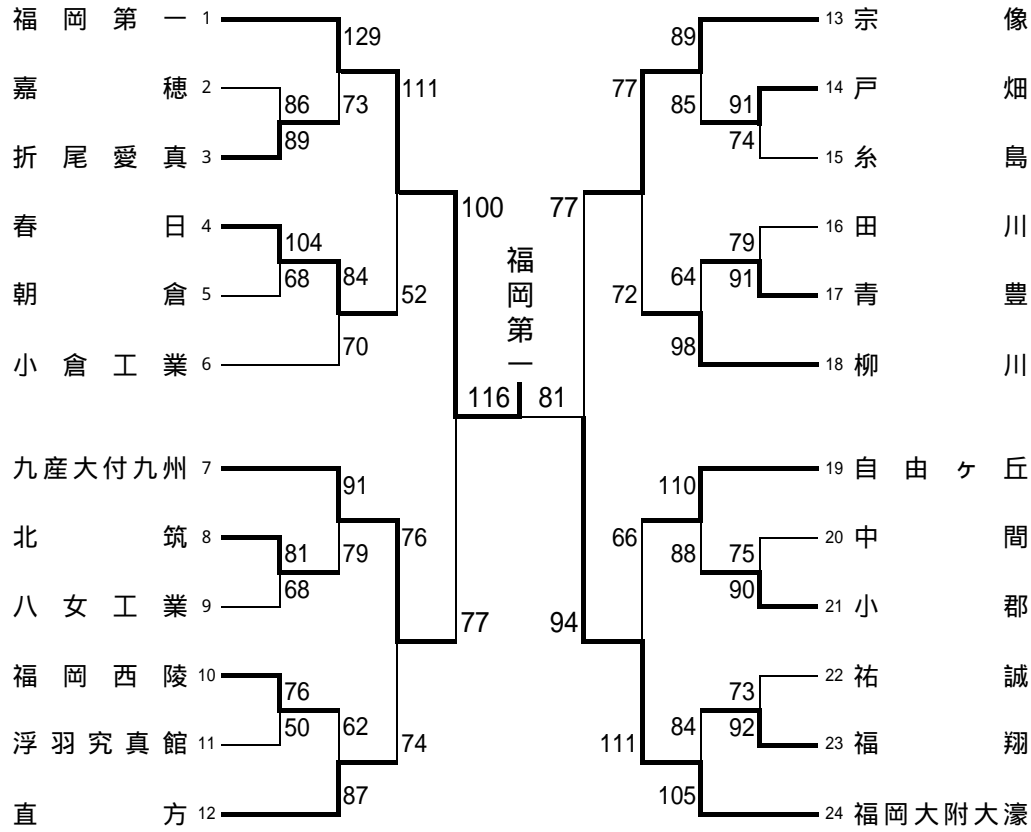 福岡第一 1 13 宗像
129 89
嘉穂 2 14 戸畑
86 73 111 77 85 91
89 74
折尾愛真 3 15 糸島
100 77
春日 4 16 田川
104 79
福岡第一
68 84 52 72 64 91
朝倉 5 17 青豊
70 98
小倉工業 6 18 柳川
116 81
九産大付九州 7 19 自由ヶ丘
91 110
北筑 8 20 中間
81 79 76 66 88 75
68 90
八女工業 9 21 小郡
77 94
福岡西陵 10 22 祐誠
76 73
50 62 74 111 84 92
浮羽究真館 11 23 福翔
87 105
直方 12 24 福岡大附大濠